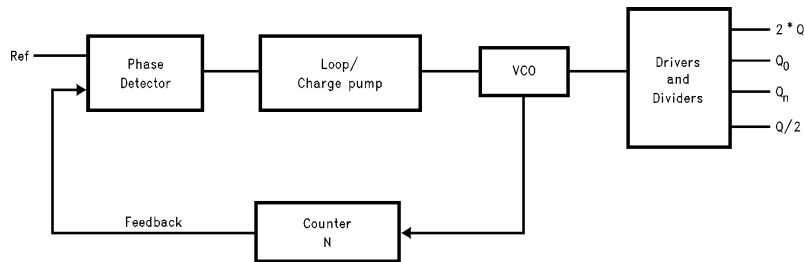 Ref
Phase
Detector
Loop/
Charge pump
VCO
Drivers
and
Dividers
2 * Q
Q0
Qn
Q/2
Feedback
Counter
N